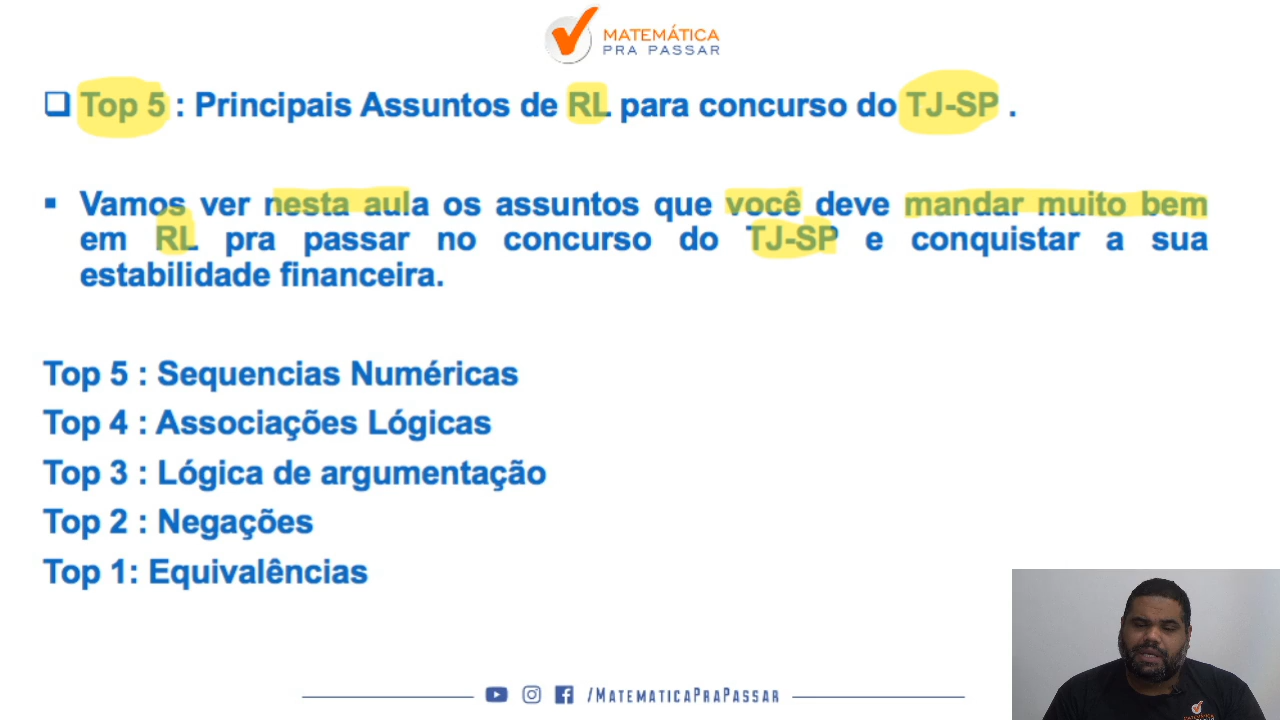 MATEMÁTICA
PRA PASSAR
Top 5 : Principais Assuntos de RL para concurso do TJ-SP .
Vamos ver nesta aula os assuntos que você deve mandar muito bem
em RL pra passar no concurso do TJ-SP e conquistar a sua
estabilidade financeira.
Top 5 : Sequencias Numéricas
Top 4 : Associações Lógicas
Top 3 : Lógica de argumentação
Top 2 : Negações
Top 1: Equivalências
/MATEMATICAPRAPASSAR
MATEMÁTICA